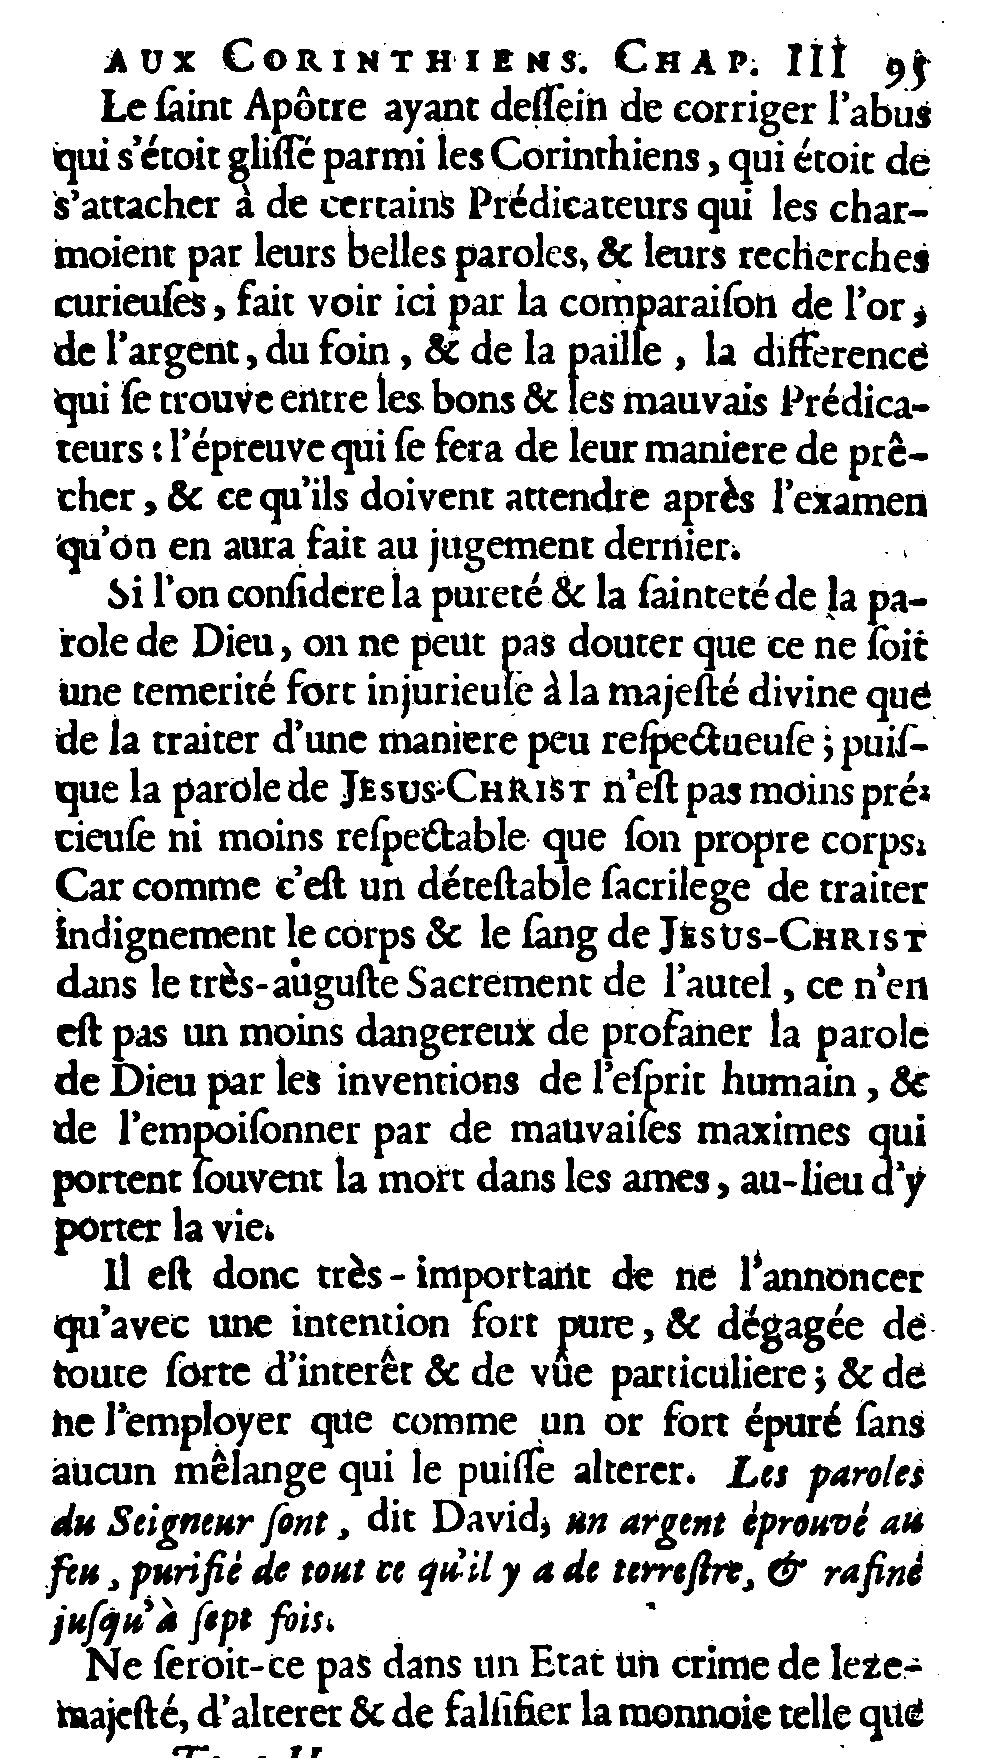 AUX CORINTHIENS. CHAP. III 95
Le ſaint Apôtre ayant deſſein de corriger l'abus
qui s'étoit gliſſé parmi les Corinthiens, qui étoit de
s'attacher à de certains Prédicateurs qui les char-
moient par leurs belles paroles, & leurs recherches
curieuſes, fait voir ici par la comparaiſon de l'or,
de l'argent, du foin, & de la paille, la difference
qui ſe trouve entre les bons & les mauvais Prédica-
teurs : l'épreuve qui ſe fera de leur maniere de prê-
cher, & ce qu'ils doivent attendre après l'examen
qu'on en aura fait au jugement dernier.
Si l'on conſidere la pureté & la ſainteté de la pa-
role de Dieu, on ne peut pas douter que ce ne ſoit
une temerité fort injurieuſe à la majeſté divine que
de la traiter d'une maniere peu reſpectueuſe ; puiſ-
que la parole de JESUS-CHRIST n'eſt pas moins pré-
cieuſe ni moins reſpectable que ſon propre corps.
Car comme c'eſt un déteſtable ſacrilege de traiter
indignement le corps & le ſang de JESUS-CHRIST
dans le très-auguſte Sacrement de l'autel, ce n'en
eſt pas un moins dangereux de profaner la parole
de Dieu par les inventions de l'eſprit humain, &
de l'empoiſonner par de mauvaiſes maximes qui
portent ſouvent la mort dans les ames, au-lieu d'y
porter la vie.
Il eſt donc très-important de ne l'annoncer
qu'avec une intention fort pure, & dégagée de
toute ſorte d'interêt & de vûe particuliere ; & de
ne l'employer que comme un or fort épuré ſans
aucun mêlange qui le puiſſe alterer. Les paroles
du Seigneur ſont, dit David, un argent éprouvé au
feu, purifié de tout ce qu'il y a de terreſtre, & rafiné
juſqu'à ſept fois.
Ne ſeroit-ce pas dans un Etat un crime de leze-
majeſté, d'alterer & de falſifier la monnoie telle que